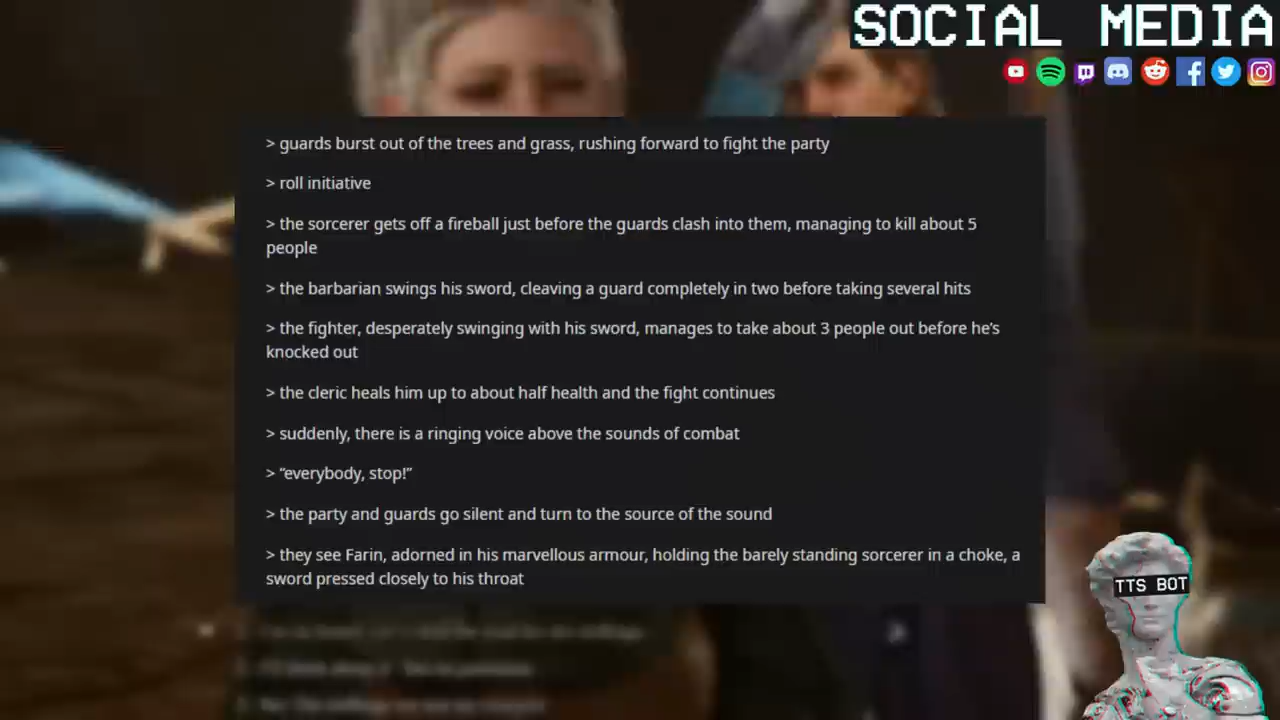 SOCIAL MEDIA
> guards burst out of the trees and grass, rushing forward to fight the party
> roll initiative
> the sorcerer gets off a fireball just before the guards clash into them, managing to kill about 5
people
> the barbarian swings his sword, cleaving a guard completely in two before taking several hits
> the fighter, desperately swinging with his sword, manages to take about 3 people out before he’s
knocked out
> the cleric heals him up to about half health and the fight continues
> suddenly, there is a ringing voice above the sounds of combat
> “everybody, stop!”
> the party and guards go silent and turn to the source of the sound
> they see Farin, adorned in his marvellous armour, holding the barely standing sorcerer in a choke, a
sword pressed closely to his throat
TTS BOT